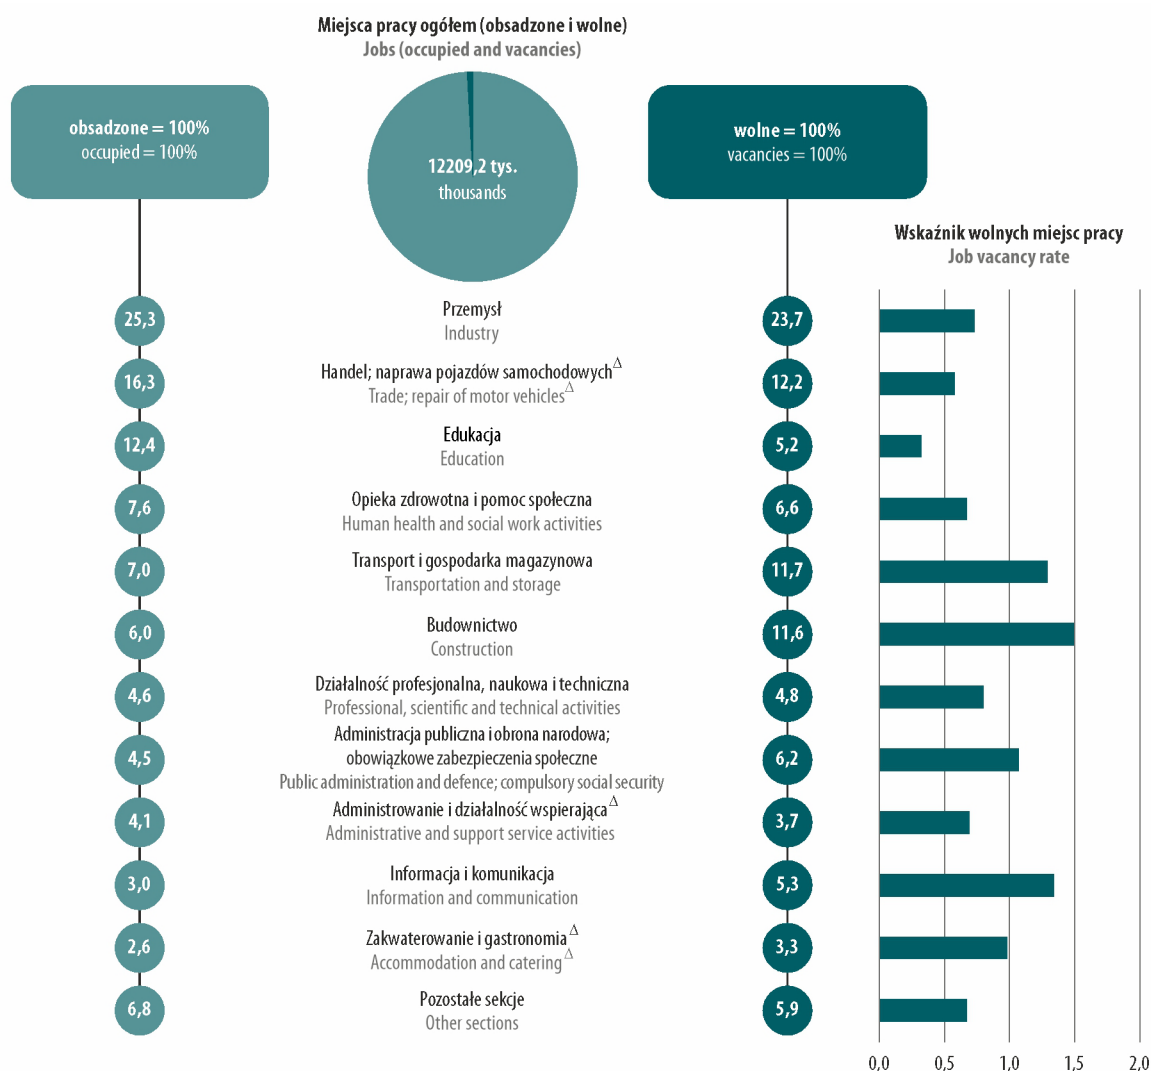 Miejsca pracy ogółem (obsadzone i wolne)
Jobs (occupied and vacancies)
obsadzone = 100%
occupied = 100%
12209,2 tys.
thousands
wolne = 100%
vacancies = 100%
Wskaźnik wolnych miejsc pracy
Job vacancy rate
25,3
Przemysł
Industry
23,7
16,3
Handel; naprawa pojazdów samochodowych Δ
Trade; repair of motor vehicles Δ
12,2
12,4
Edukacja
Education
5,2
7,6
Opieka zdrowotna i pomoc społeczna
Human health and social work activities
6,6
7,0
Transport i gospodarka magazynowa
Transportation and storage
11,7
6,0
Budownictwo
Construction
11,6
4,6
Działalność profesjonalna, naukowa i techniczna
Professional, scientific and technical activities
4,8
4,5
Administracja publiczna i obrona narodowa;
obowiązkowe zabezpieczenia społeczne
Public administration and defence; compulsory social security
6,2
4,1
Administrowanie i działalność wspierająca Δ
Administrative and support service activities
3,7
3,0
Informacja i komunikacja
Information and communication
5,3
2,6
Zakwaterowanie i gastronomia Δ
Accommodation and catering Δ
3,3
6,8
Pozostałe sekcje
Other sections
5,9
0,0 0,5 1,0 1,5 2,0